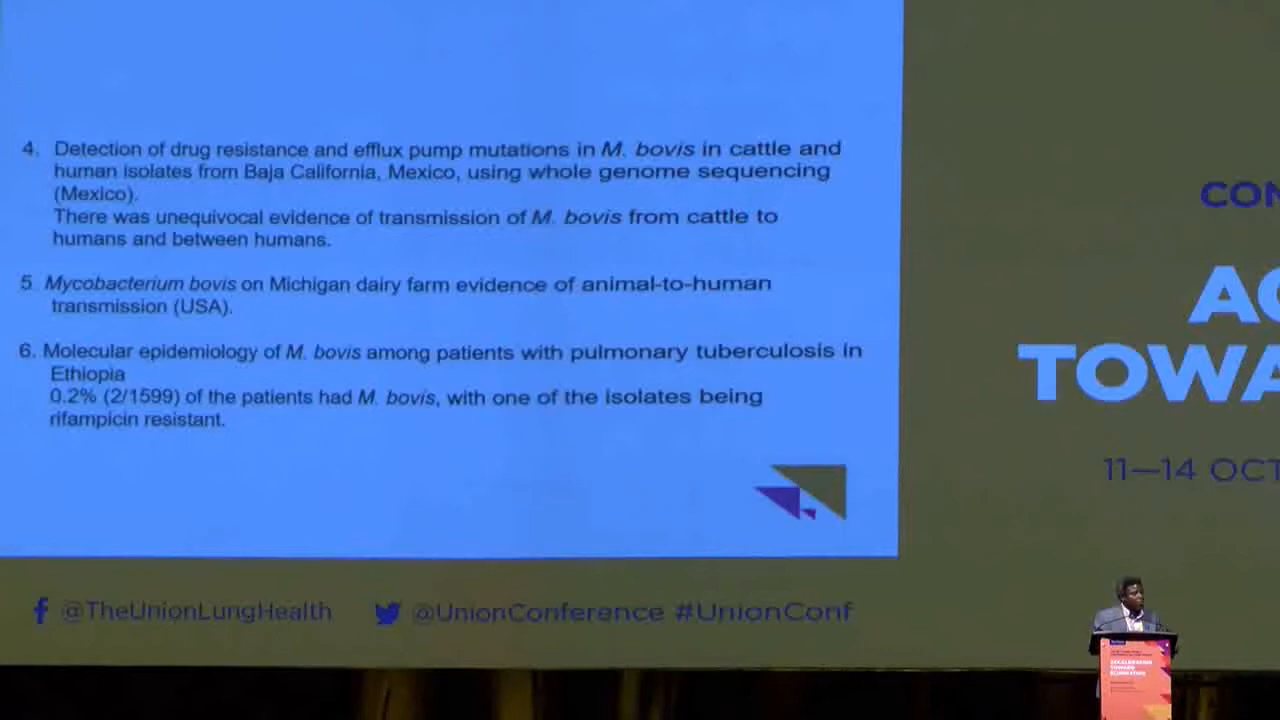 4. Detection of drug resistance and efflux pump mutations in M. bovis in cattle and
human isolates from Baja California, Mexico, using whole genome sequencing
(Mexico).
There was unequivocal evidence of transmission of M. bovis from cattle to
humans and between humans.
5. Mycobacterium bovis on Michigan dairy farm evidence of animal-to-human
transmission (USA).
6. Molecular epidemiology of M. bovis among patients with pulmonary tuberculosis in
Ethiopia
0.2% (2/1599) of the patients had M. bovis, with one of the isolates being
rifampicin resistant.
CON
AC
TOWA
11—14 OCT
@TheUnionLungHealth
@UnionConference #UnionConf
ACCELERATING
TOWARD
ELIMINATION